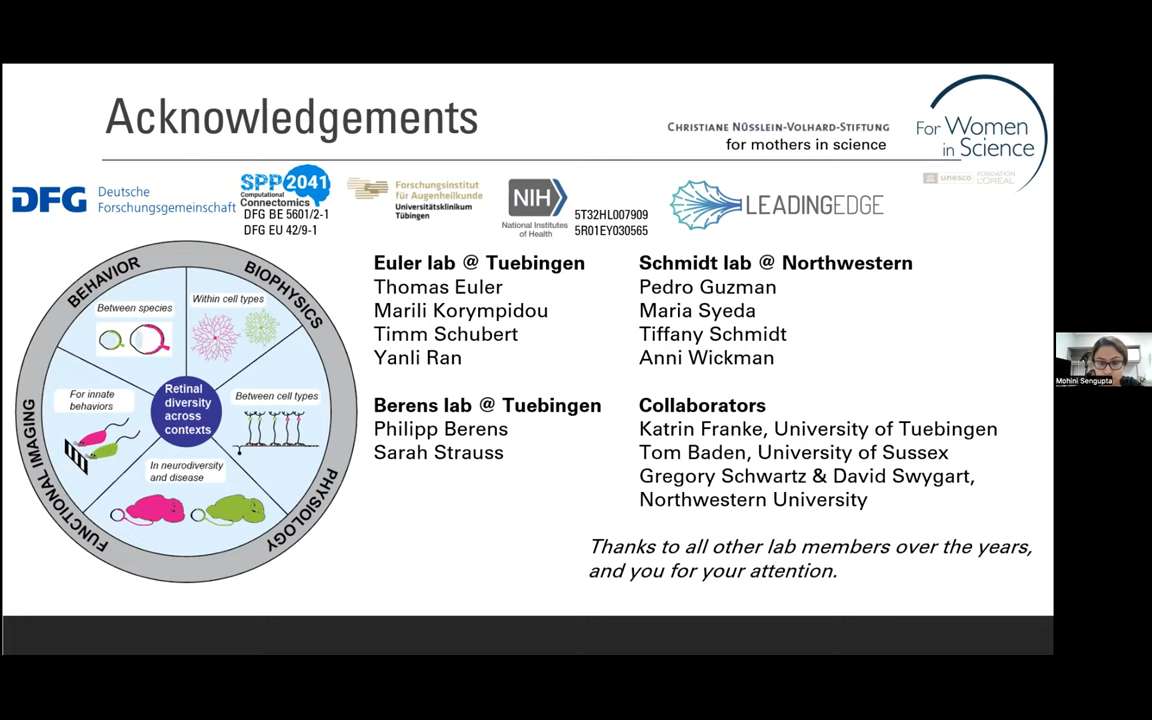 Acknowledgements
CHRISTIANE NÜSSLEIN-VOLHARD-STIFTUNG
for mothers in science
For Women
in Science
unesco
FONDATION
L'ORÉAL
DFG
Deutsche
Forschungsgemeinschaft
SPP 2041
Computational
Connectomics
DFG BE 5601/2-1
DFG EU 42/9-1
Forschungsinstitut
für Augenheilkunde
Universitätsklinikum
Tübingen
NIH
National Institutes
of Health
5T32HL007909
5R01EY030565
LEADINGEDGE
BEHAVIOR
BIOPHYSICS
PHYSIOLOGY
FUNCTIONAL IMAGING
Between species
Within cell types
For innate
behaviors
Retinal
diversity
across
contexts
Between cell types
In neurodiversity
and disease
Euler lab @ Tuebingen
Thomas Euler
Marili Korympidou
Timm Schubert
Yanli Ran
Berens lab @ Tuebingen
Philipp Berens
Sarah Strauss
Schmidt lab @ Northwestern
Pedro Guzman
Maria Syeda
Tiffany Schmidt
Anni Wickman
Collaborators
Katrin Franke, University of Tuebingen
Tom Baden, University of Sussex
Gregory Schwartz & David Swygart,
Northwestern University
Thanks to all other lab members over the years,
and you for your attention.
Mohini Sengupta